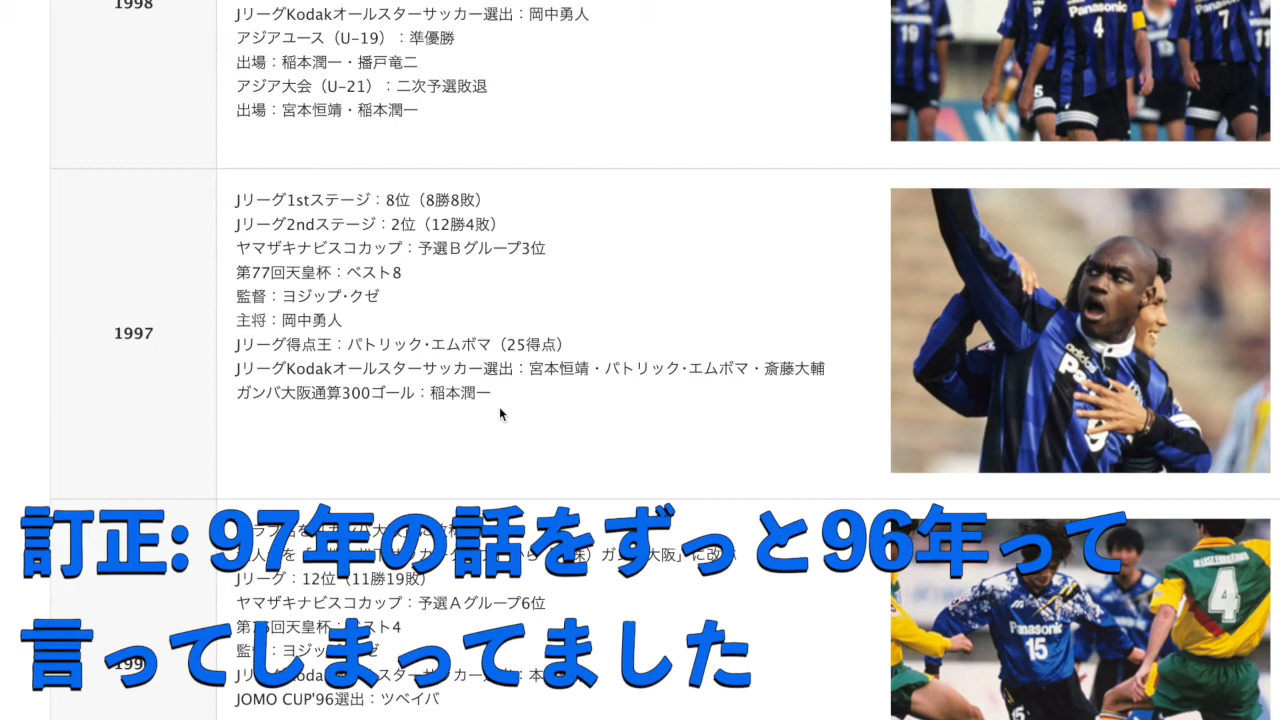 1998
JリーグKodakオールスターサッカー選出：岡中勇人
アジアユース（U-19）：準優勝
出場：稲本潤一・播戸竜二
アジア大会（U-21）：二次予選敗退
出場：宮本恒靖・稲本潤一
19
Panasonic
4
7
11
5
1997
Jリーグ1stステージ：8位（8勝8敗）
Jリーグ2ndステージ：2位（12勝4敗）
ヤマザキナビスコカップ：予選Ｂグループ3位
第77回天皇杯：ベスト8
監督：ヨジップ・クゼ
主将：岡中勇人
Jリーグ得点王：パトリック・エムボマ（25得点）
JリーグKodakオールスターサッカー選出：宮本恒靖・パトリック・エムボマ・斎藤大輔
ガンバ大阪通算300ゴール：稲本潤一
adidas
訂正: 97年の話をずっと96年って
言ってしまってました
Jリーグ：12位（11勝19敗）
ヤマザキナビスコカップ：予選Ａグループ6位
JOMO CUP'96選出：ツベイバ
Panasonic
15
15
4